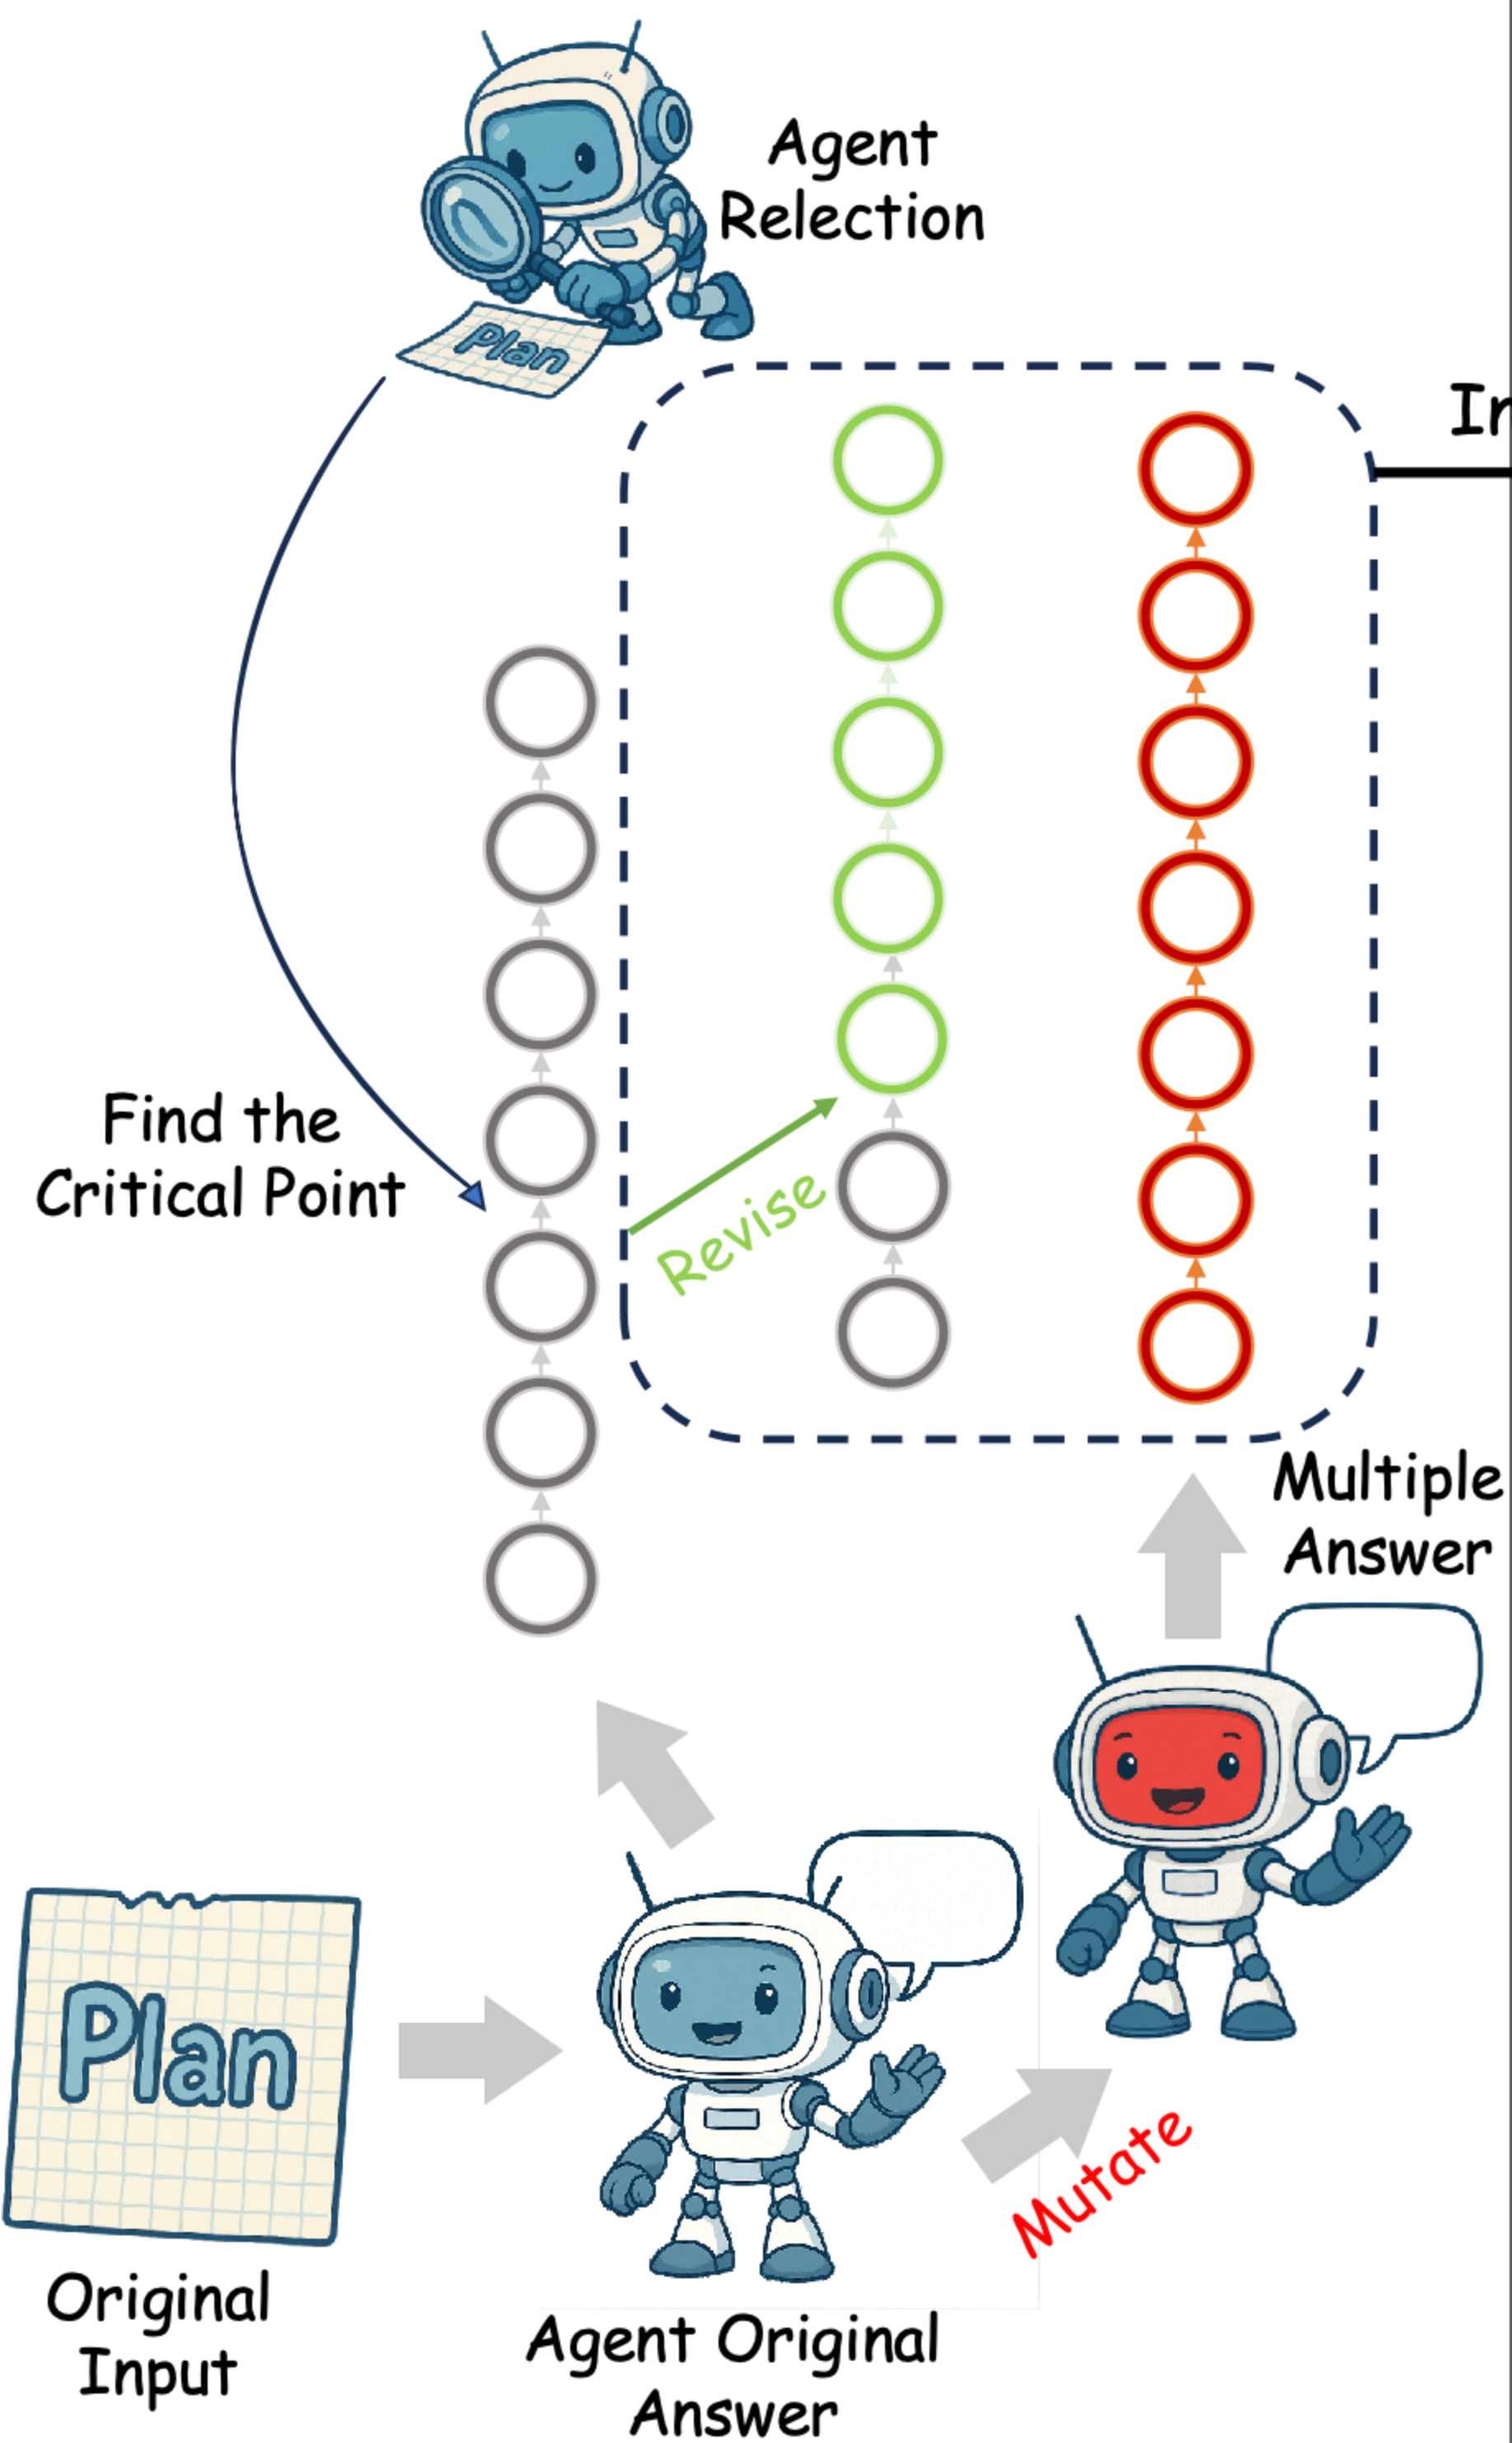 Agent
Relection
Plan
Find the
Critical Point
Revise
Multiple
Answer
Plan
Mutate
Original
Input
Agent Original
Answer